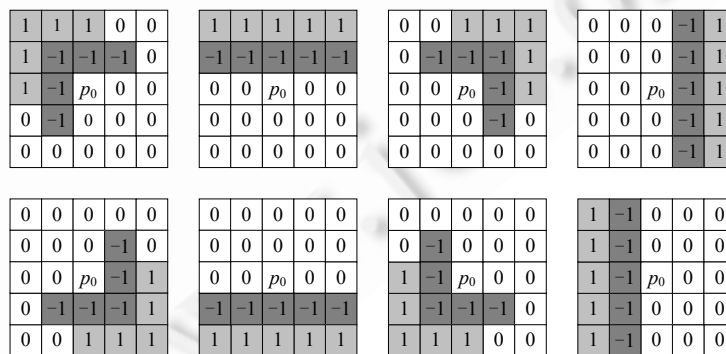 1 1 1 0 0 1 1 1 1 1 0 0 1 1 1 0 0 0 −1 1
1 −1 −1 −1 0 −1 −1 −1 −1 −1 0 −1 −1 −1 1 0 0 0 −1 1
1 −1 p0 0 0 0 0 p0 0 0 0 0 p0 −1 1 0 0 p0 −1 1
0 −1 0 0 0 0 0 0 0 0 0 0 0 −1 0 0 0 0 −1 1
0 0 0 0 0 0 0 0 0 0 0 0 0 0 0 0 0 0 −1 1
0 0 0 0 0 0 0 0 0 0 0 0 0 0 0 1 −1 0 0 0
0 0 0 −1 0 0 0 0 0 0 0 −1 0 0 0 1 −1 0 0 0
0 0 p0 −1 1 0 0 p0 0 0 1 −1 p0 0 0 1 −1 p0 0 0
0 −1 −1 −1 1 −1 −1 −1 −1 −1 1 −1 −1 −1 0 1 −1 0 0 0
0 0 1 1 1 1 1 1 1 1 1 1 1 0 0 1 −1 0 0 0